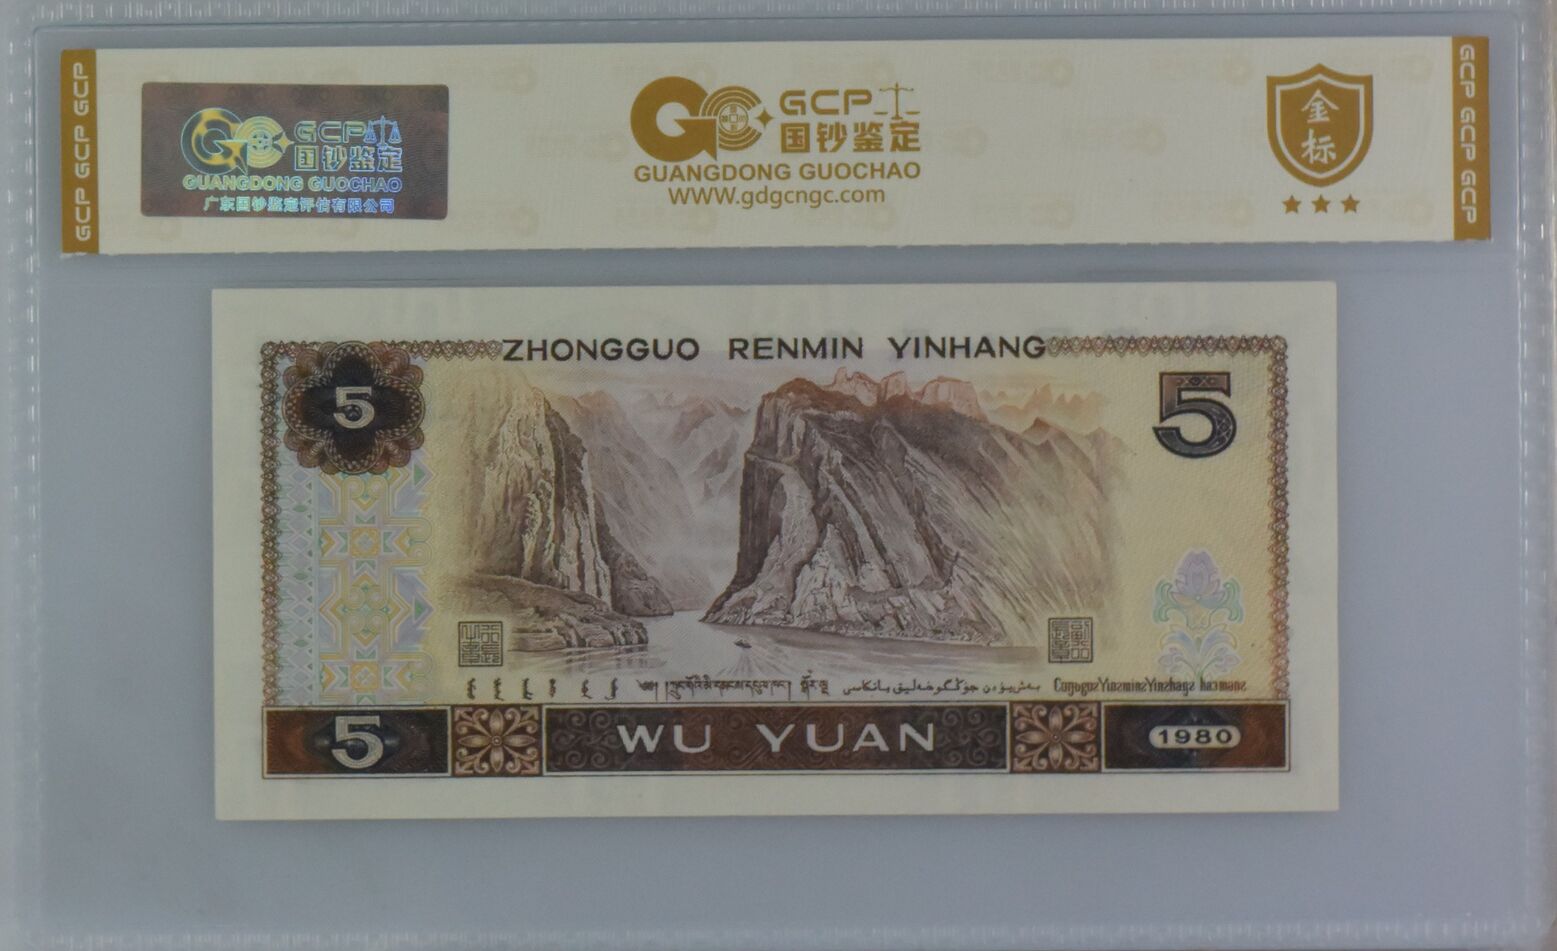 GCP GCP GCP
GCP
国钞鉴定
GUANGDONG GUOCHAO
广东国钞鉴定评估有限公司
GCP
国钞鉴定
GUANGDONG GUOCHAO
WWW.gdgcngc.com
金
标
GCP GCP GCP
ZHONGGUO RENMIN YINHANG
5
5
5
WU YUAN
1980